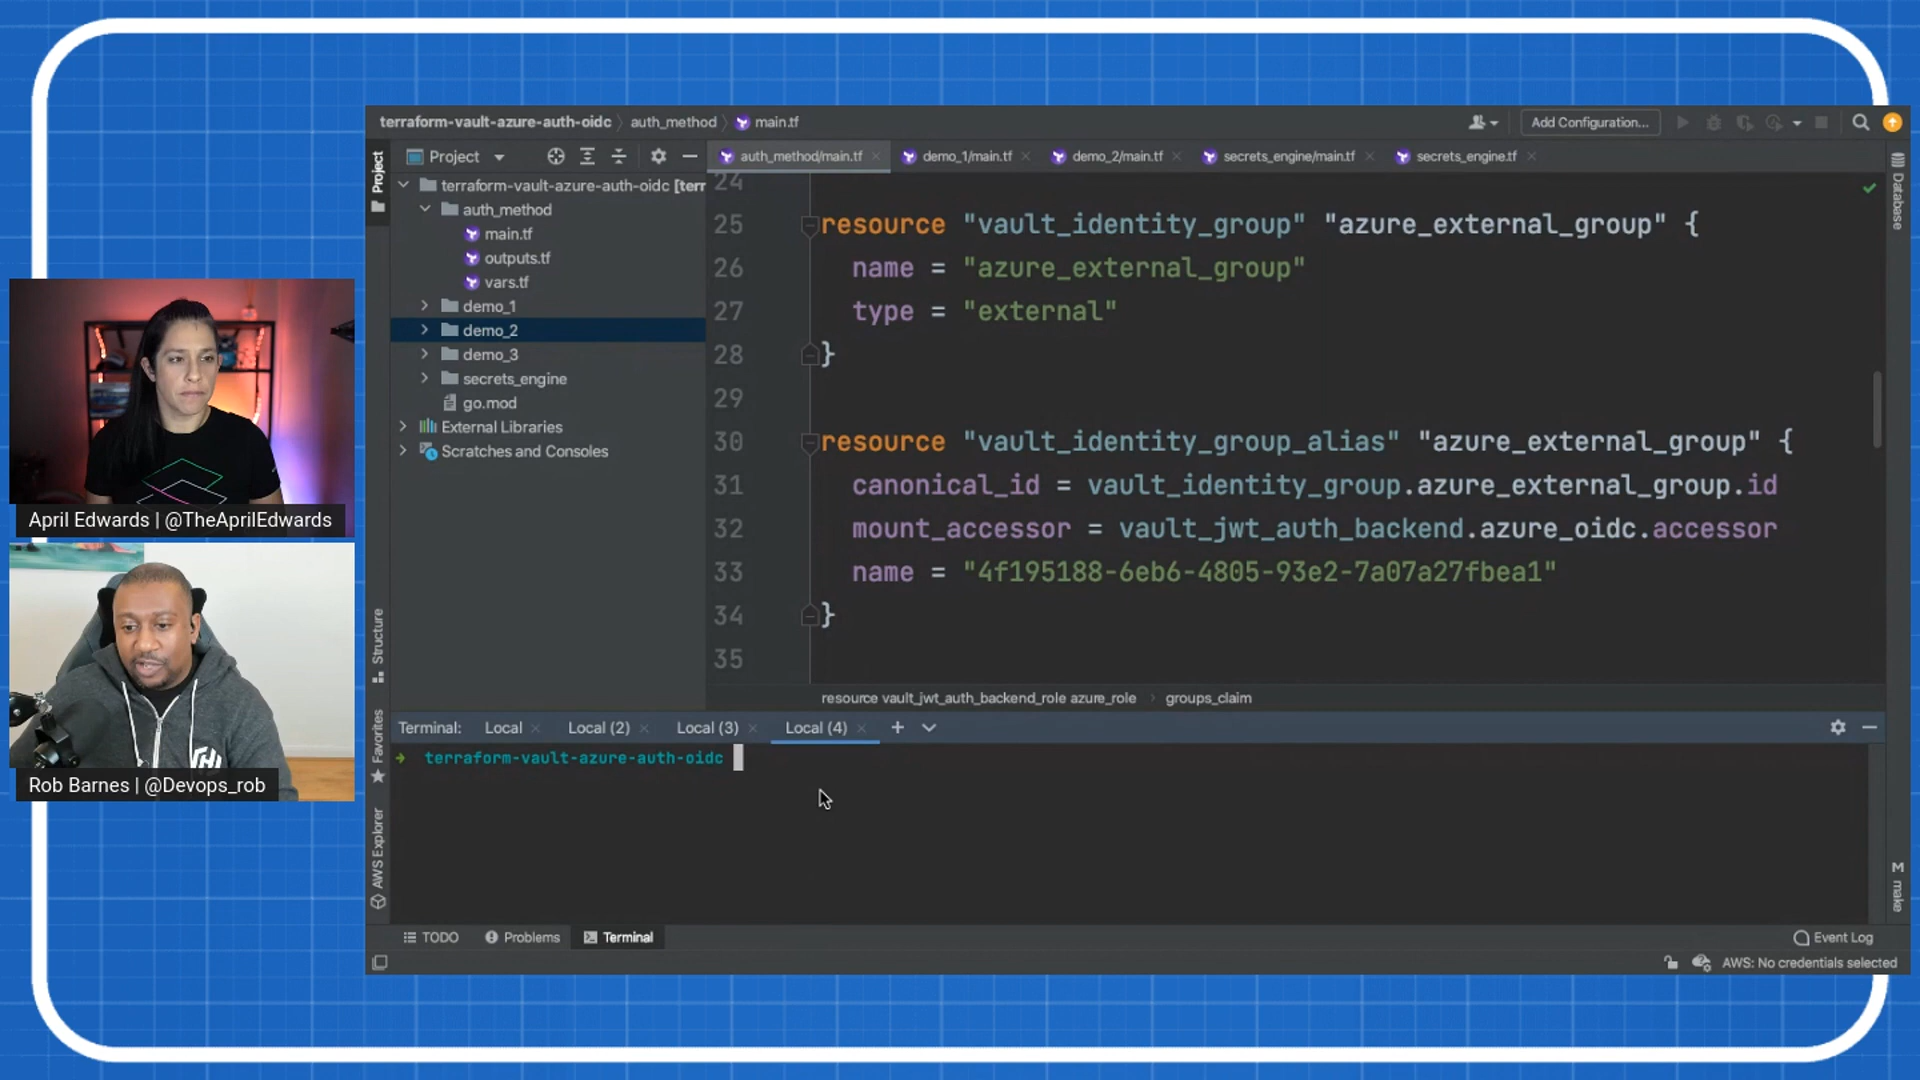 terraform-vault-azure-auth-oidc auth_method main.tf
Add Configuration...
Project
Project
auth_method/main.tf
demo_1/main.tf
demo_2/main.tf
secrets_engine/main.tf
secrets_engine.tf
Database
terraform-vault-azure-auth-oidc [terr
auth_method
main.tf
outputs.tf
vars.tf
demo_1
demo_2
demo_3
secrets_engine
go.mod
External Libraries
Scratches and Consoles
24
25 resource "vault_identity_group" "azure_external_group" {
26 name = "azure_external_group"
27 type = "external"
28 }
29
30 resource "vault_identity_group_alias" "azure_external_group" {
31 canonical_id = vault_identity_group.azure_external_group.id
32 mount_accessor = vault_jwt_auth_backend.azure_oidc.accessor
33 name = "4f195188-6eb6-4805-93e2-7a07a27fbea1"
34 }
35
resource vault_jwt_auth_backend_role azure_role groups_claim
Structure
Favorites
AWS Explorer
Terminal: Local Local (2) Local (3) Local (4)
terraform-vault-azure-auth-oidc
M make
TODO Problems Terminal
Event Log
AWS: No credentials selected
April Edwards | @TheAprilEdwards
Rob Barnes | @Devops_rob